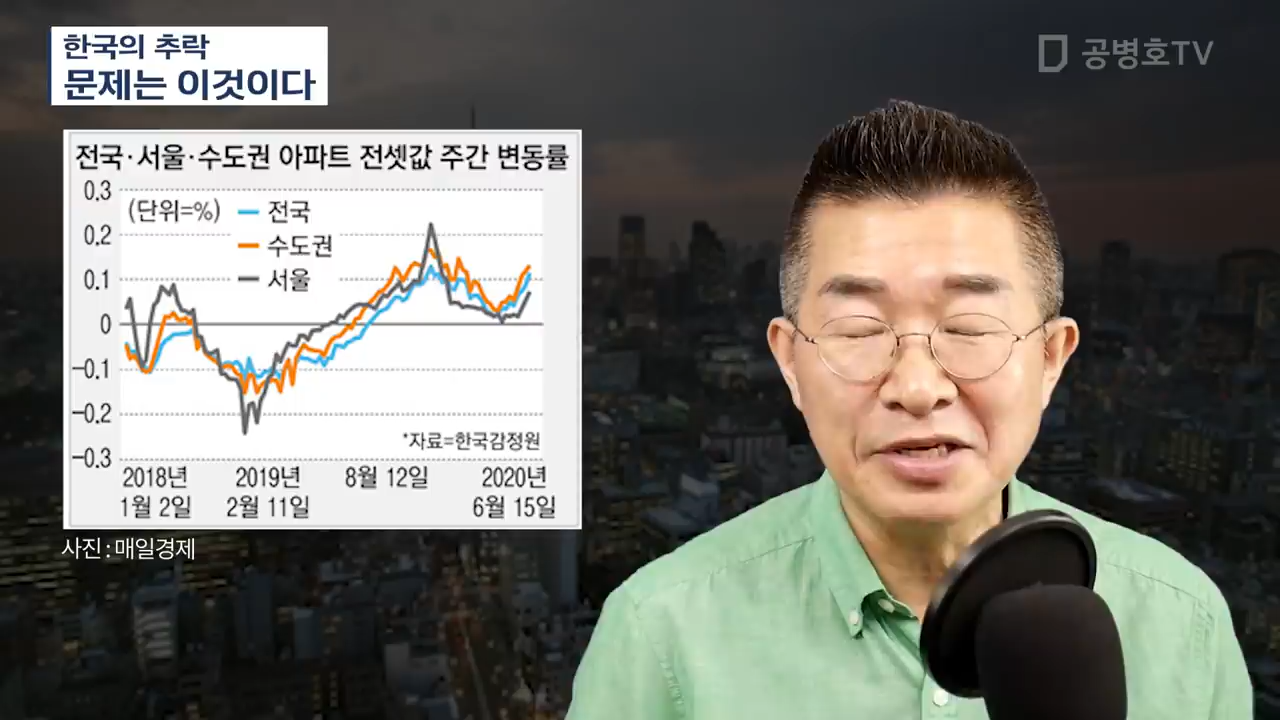 한국의 추락
문제는 이것이다
공병호TV
전국·서울·수도권 아파트 전셋값 주간 변동률
(단위=%)
전국
수도권
서울
0.3
0.2
0.1
0
-0.1
-0.2
-0.3
*자료=한국감정원
2018년 2019년 8월 12일 2020년
1월 2일 2월 11일 6월 15일
사진 : 매일경제